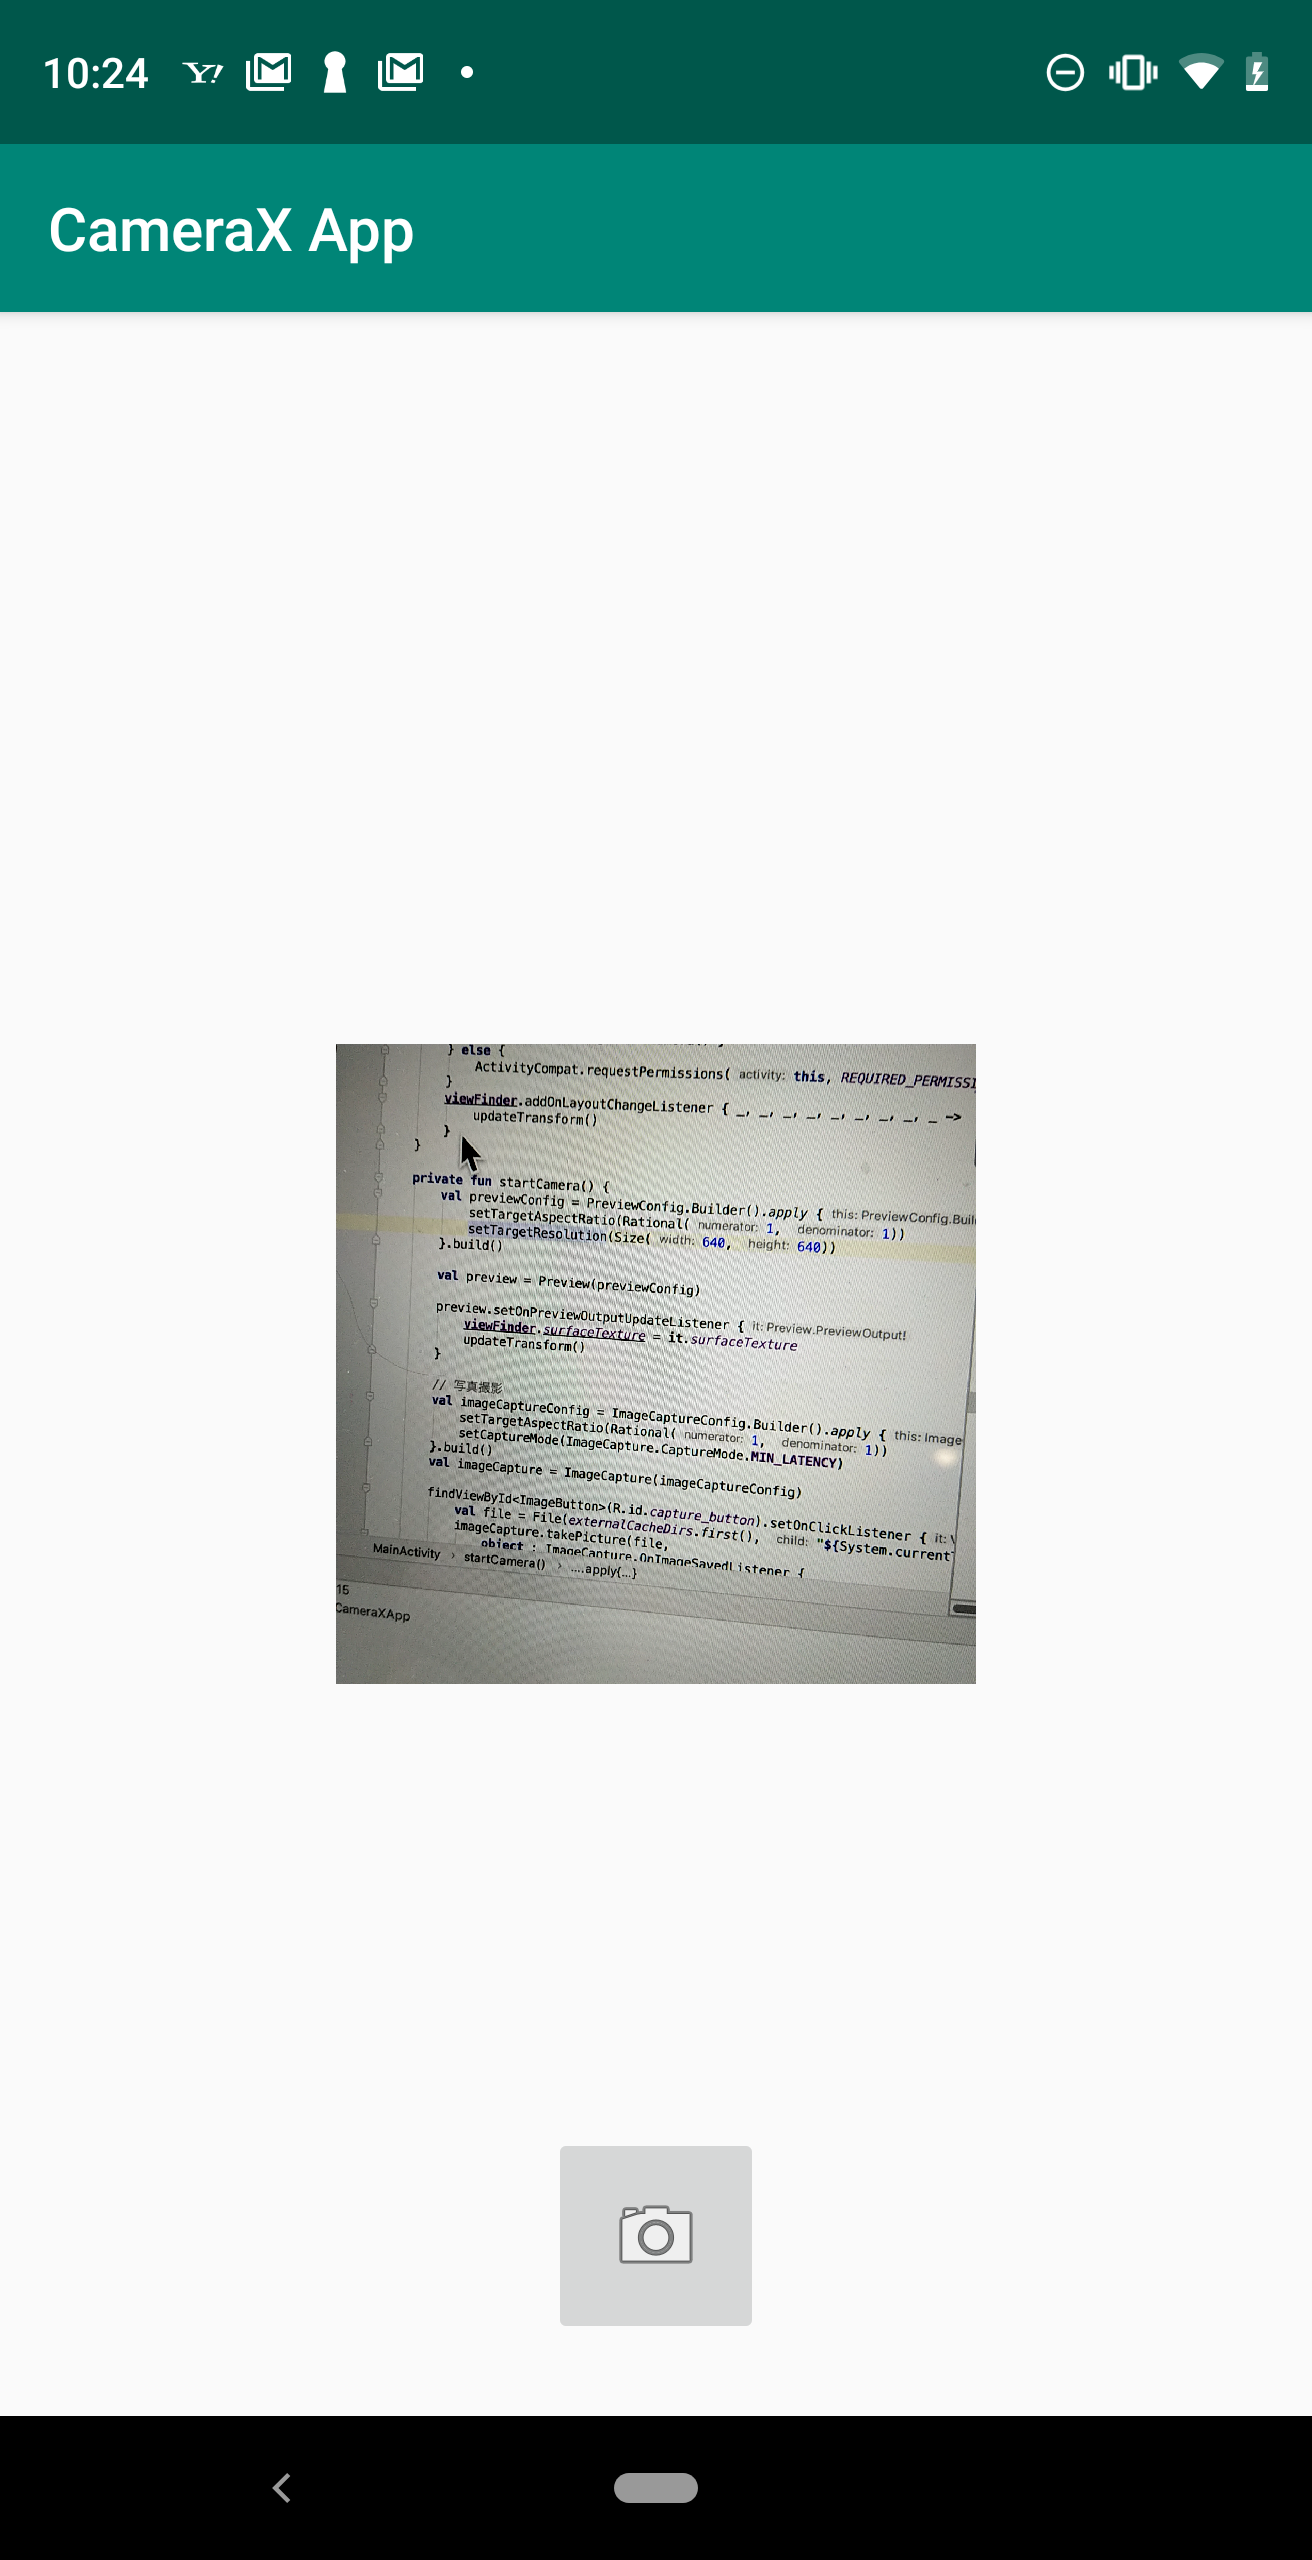 10:24
CameraX App
} else {
ActivityCompat.requestPermissions( activity: this, REQUIRED_PERMISSI
}
viewFinder.addOnLayoutChangeListener { _, _, _, _, _, _, _, _, _ ->
updateTransform()
}
}
private fun startCamera() {
val previewConfig = PreviewConfig.Builder().apply { this: PreviewConfig.Buil
setTargetAspectRatio(Rational( numerator: 1, denominator: 1))
setTargetResolution(Size( width: 640, height: 640))
}.build()
val preview = Preview(previewConfig)
preview.setOnPreviewOutputUpdateListener { it: Preview.PreviewOutput!
viewFinder.surfaceTexture = it.surfaceTexture
updateTransform()
}
// 写真撮影
val imageCaptureConfig = ImageCaptureConfig.Builder().apply { this: Image
setTargetAspectRatio(Rational( numerator: 1, denominator: 1))
setCaptureMode(ImageCapture.CaptureMode.MIN_LATENCY)
}.build()
val imageCapture = ImageCapture(imageCaptureConfig)
findViewById<ImageButton>(R.id.capture_button).setOnClickListener { it:
val file = File(externalCacheDirs.first(), child: "${System.current
imageCapture.takePicture(file,
object : ImageCapture.OnImageSavedListener {
MainActivity › startCamera() › ....apply{...}
15
CameraXApp